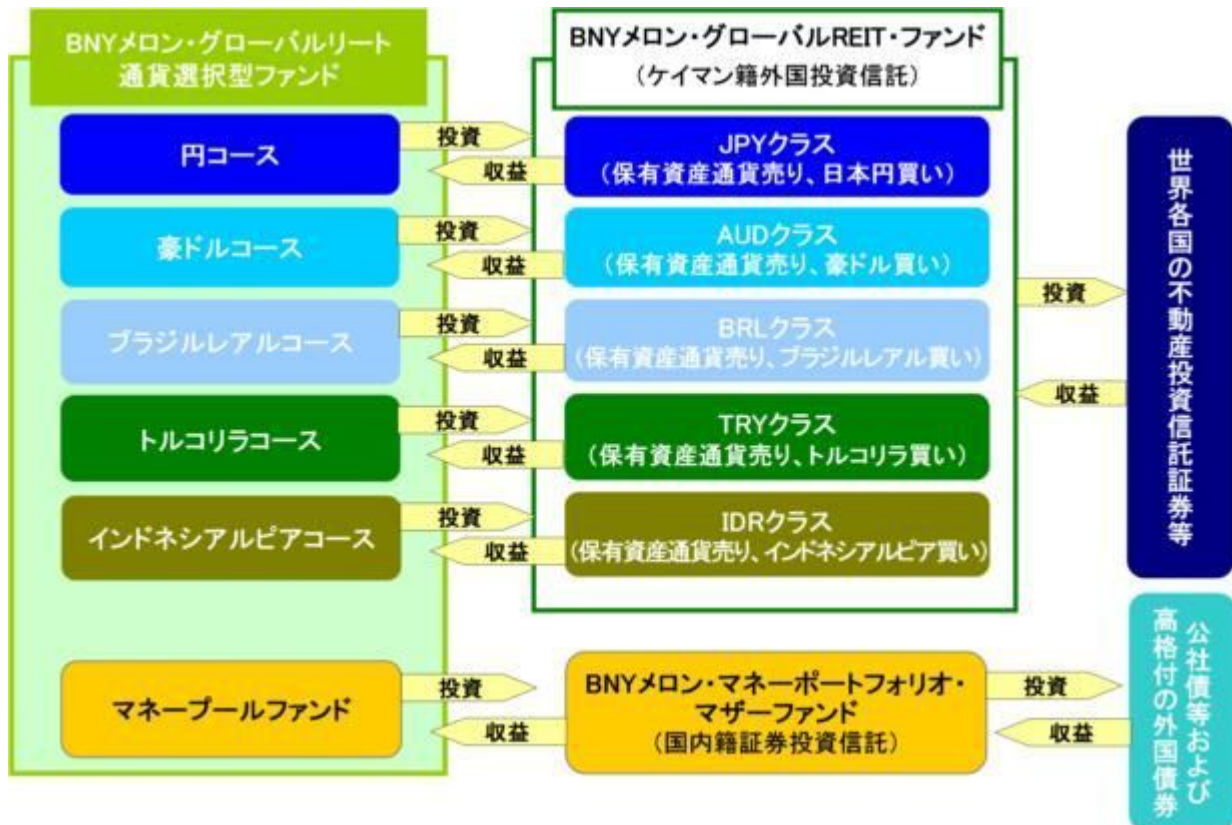 BNYメロン・グローバルリート
通貨選択型ファンド
BNYメロン・グローバルREIT・ファンド
（ケイマン籍外国投資信託）
円コース
投資
収益
JPYクラス
（保有資産通貨売り、日本円買い）
豪ドルコース
投資
収益
AUDクラス
（保有資産通貨売り、豪ドル買い）
ブラジルレアルコース
投資
収益
BRLクラス
（保有資産通貨売り、ブラジルレアル買い）
トルコリラコース
投資
収益
TRYクラス
（保有資産通貨売り、トルコリラ買い）
インドネシアルピアコース
投資
収益
IDRクラス
（保有資産通貨売り、インドネシアルピア買い）
投資
収益
世界各国の不動産投資信託証券等
マネープールファンド
投資
収益
BNYメロン・マネーポートフォリオ・
マザーファンド
（国内籍証券投資信託）
投資
収益
公社債等および
高格付の外国債券